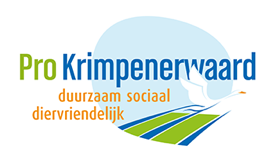 Pro Krimpenerwaard
duurzaam sociaal
diervriendelijk